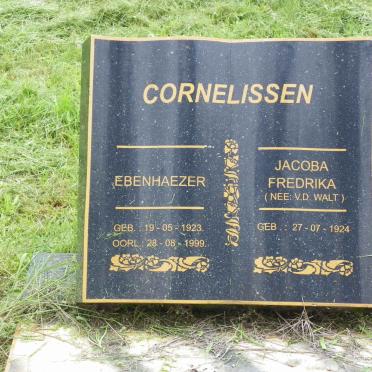 CORNELISSEN
EBENHAEZER
GEB. : 19 - 05 - 1923.
OORL : 28 - 08 - 1999.
JACOBA
FREDRIKA
( NEE: V.D. WALT )
GEB . : 27 - 07 - 1924